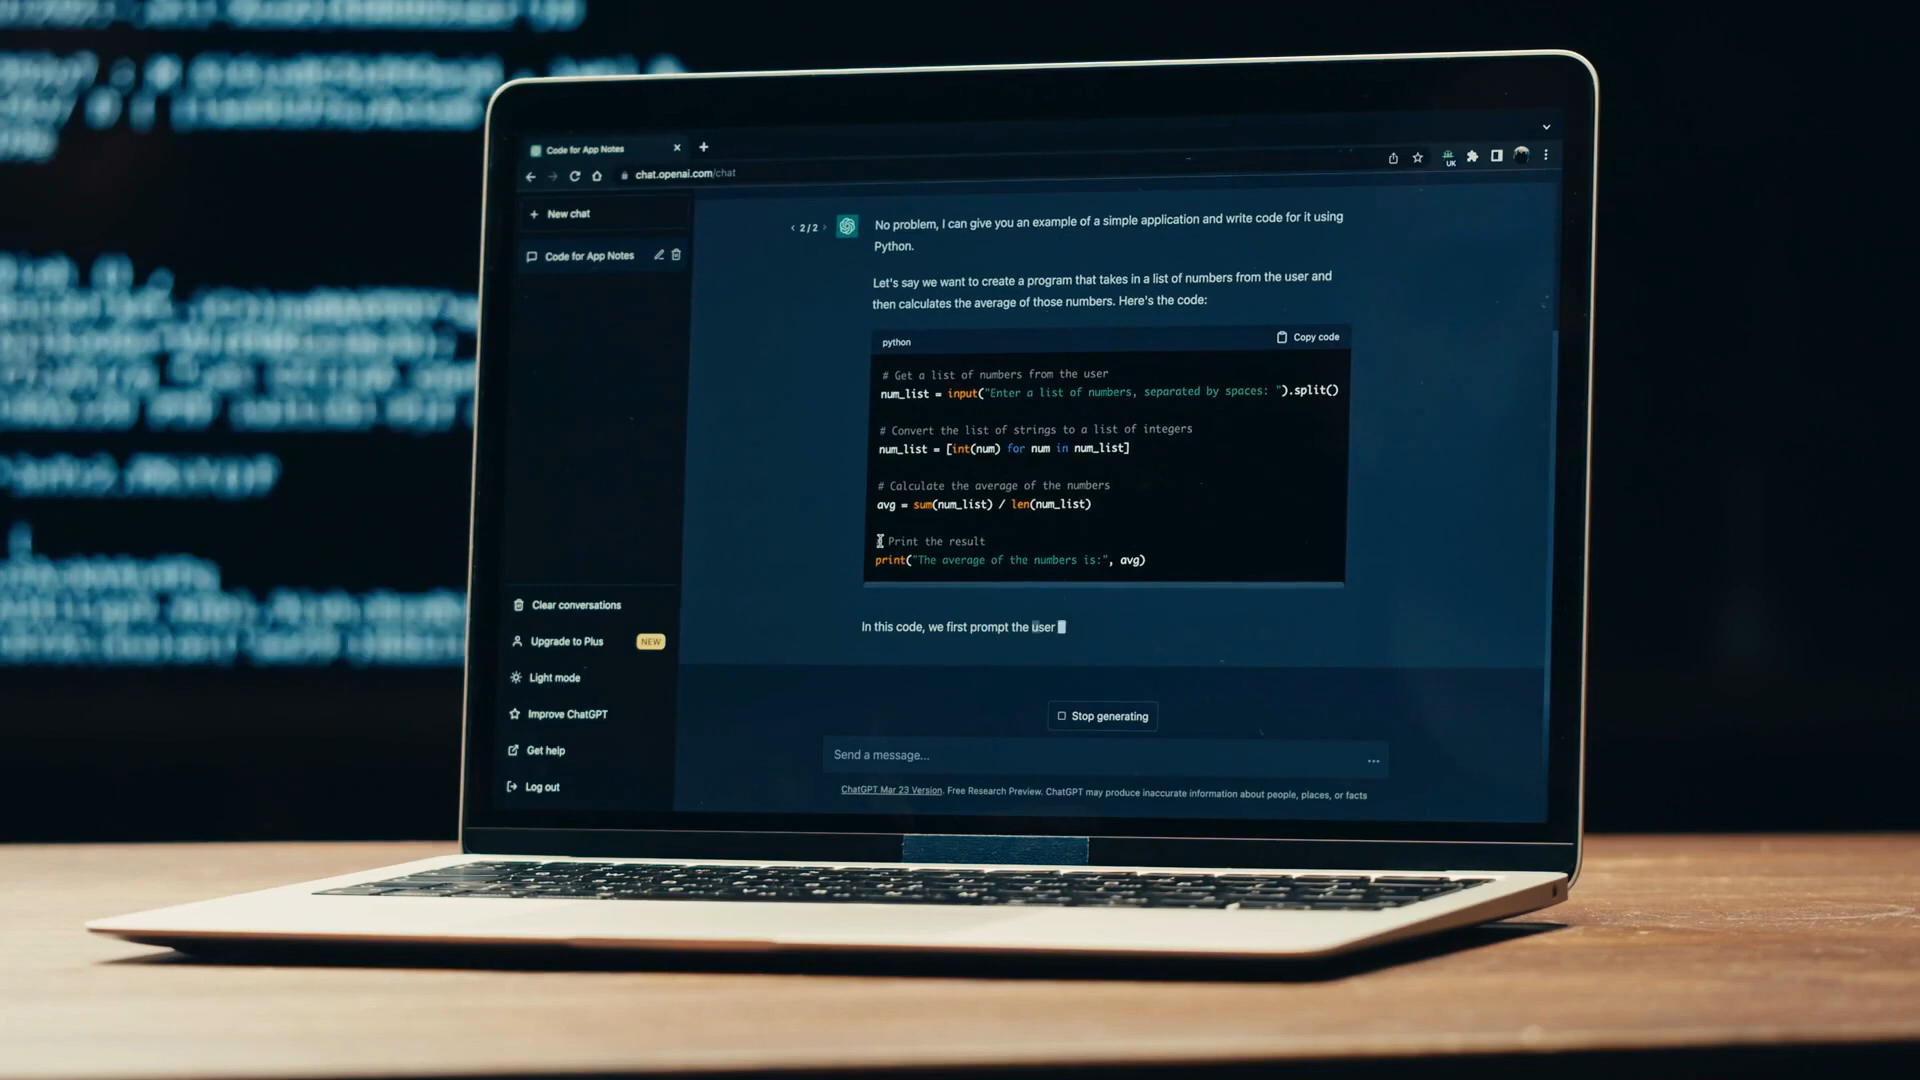 Code for App Notes
chat.openai.com/chat
UK
New chat
Code for App Notes
2 / 2
No problem, I can give you an example of a simple application and write code for it using
Python.
Let's say we want to create a program that takes in a list of numbers from the user and
then calculates the average of those numbers. Here's the code:
python
Copy code
# Get a list of numbers from the user
num_list = input("Enter a list of numbers, separated by spaces: ").split()
# Convert the list of strings to a list of integers
num_list = [int(num) for num in num_list]
# Calculate the average of the numbers
avg = sum(num_list) / len(num_list)
Print the result
print("The average of the numbers is:", avg)
In this code, we first prompt the user
Clear conversations
Upgrade to Plus NEW
Light mode
Improve ChatGPT
Get help
Log out
Stop generating
Send a message...
ChatGPT Mar 23 Version. Free Research Preview. ChatGPT may produce inaccurate information about people, places, or facts